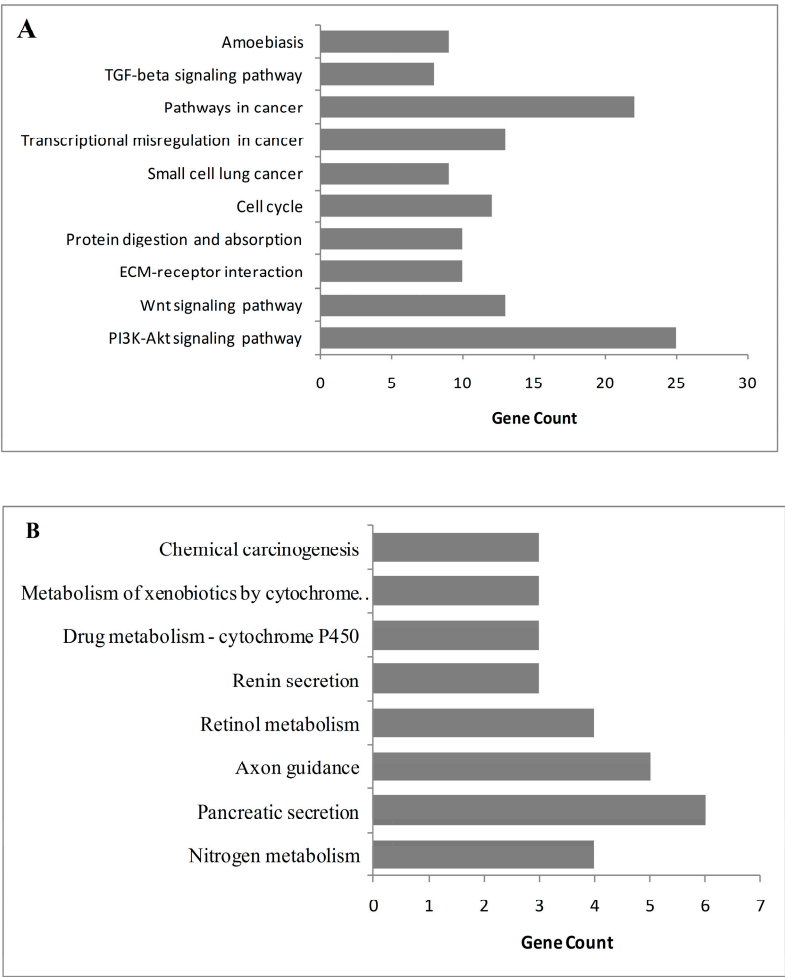 A
Amoebiasis
TGF-beta signaling pathway
Pathways in cancer
Transcriptional misregulation in cancer
Small cell lung cancer
Cell cycle
Protein digestion and absorption
ECM-receptor interaction
Wnt signaling pathway
PI3K-Akt signaling pathway
0 5 10 15 20 25 30
Gene Count
B
Chemical carcinogenesis
Metabolism of xenobiotics by cytochrome..
Drug metabolism - cytochrome P450
Renin secretion
Retinol metabolism
Axon guidance
Pancreatic secretion
Nitrogen metabolism
0 1 2 3 4 5 6 7
Gene Count